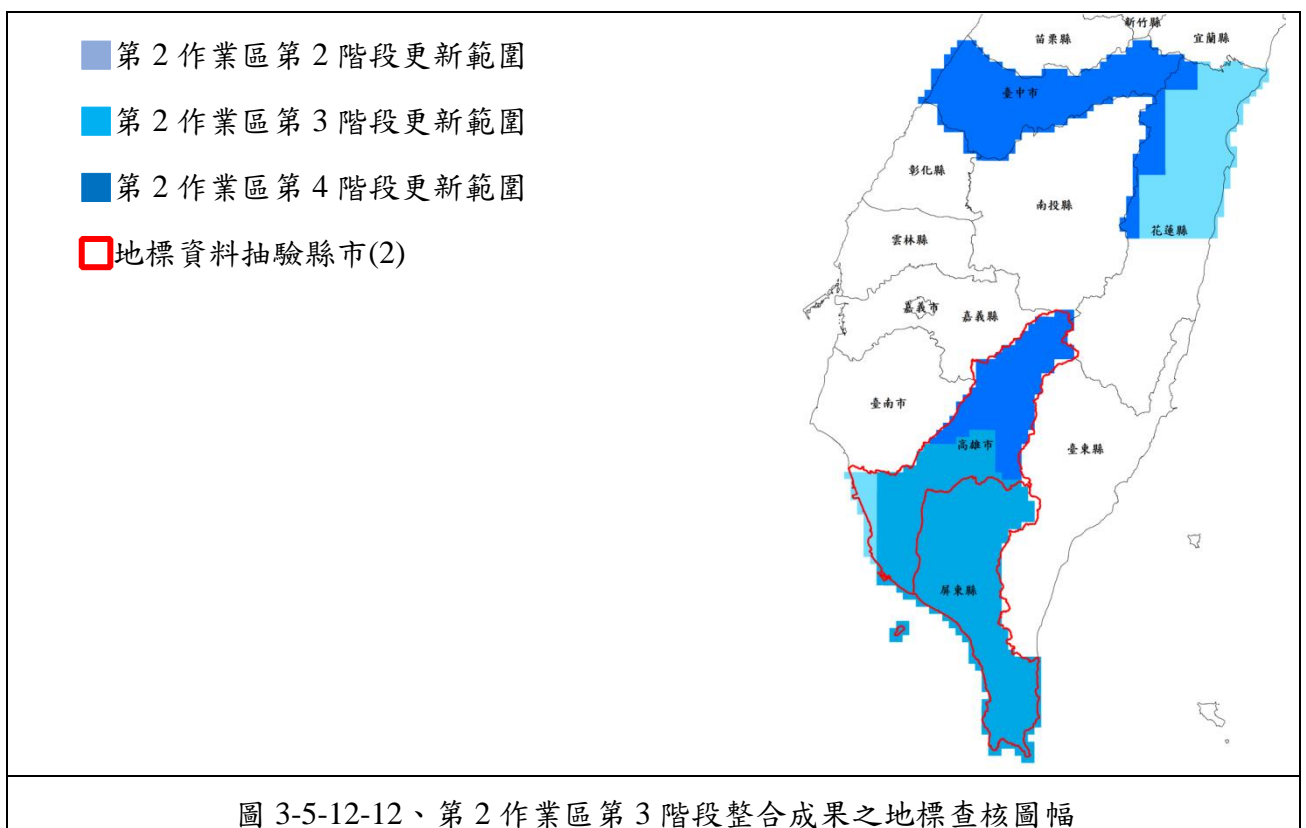 第 2 作業區第 2 階段更新範圍
第 2 作業區第 3 階段更新範圍
第 2 作業區第 4 階段更新範圍
地標資料抽驗縣市(2)
新竹縣
苗栗縣
宜蘭縣
臺中市
彰化縣
南投縣
花蓮縣
雲林縣
嘉義市
嘉義縣
臺南市
高雄市
臺東縣
屏東縣
圖 3-5-12-12、第 2 作業區第 3 階段整合成果之地標查核圖幅